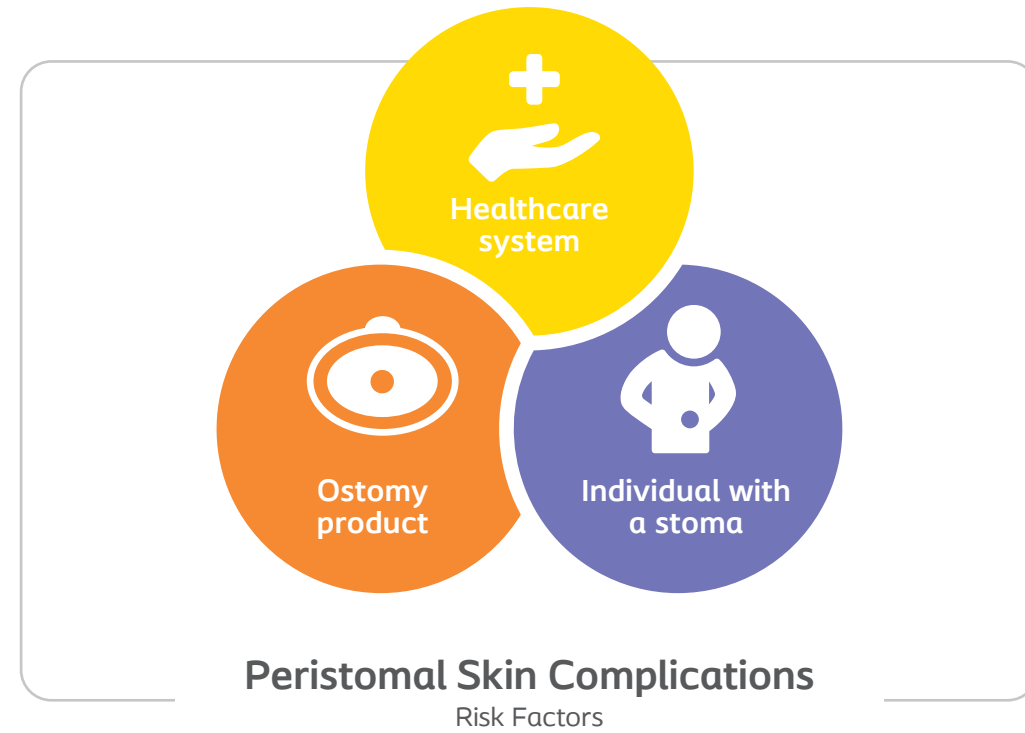 Healthcare
system
Ostomy
product
Individual with
a stoma
Peristomal Skin Complications
Risk Factors